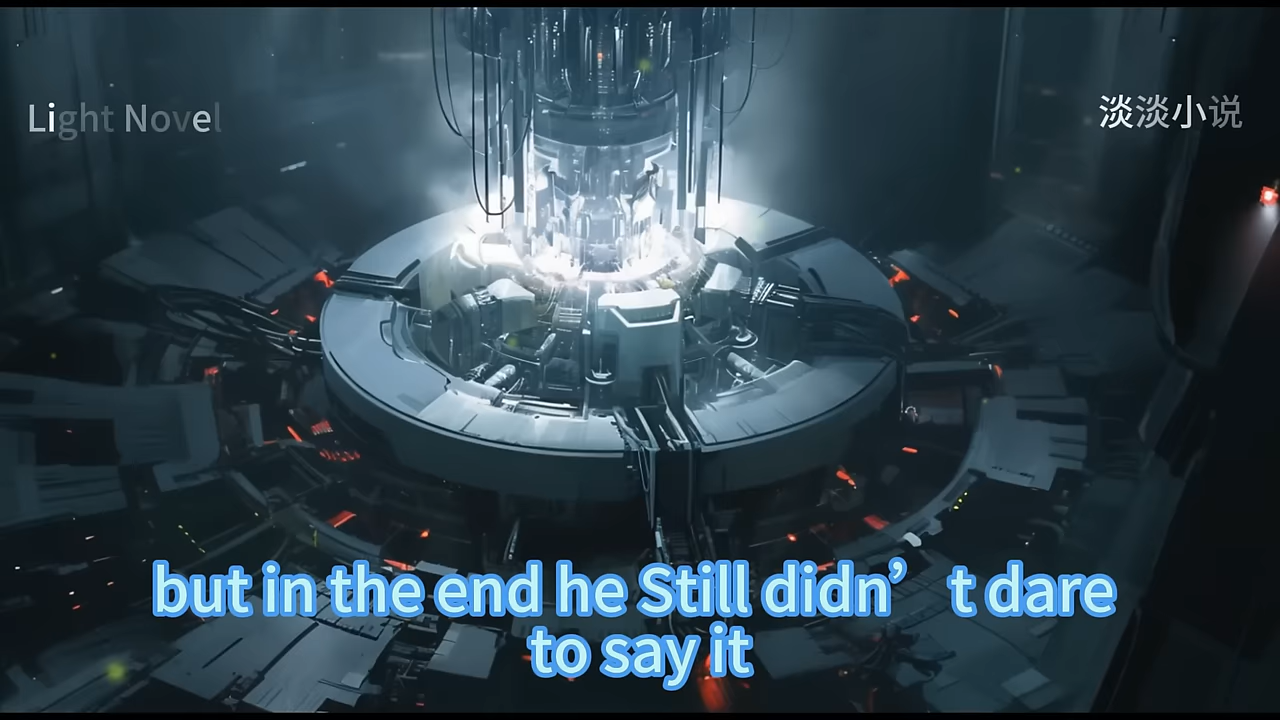 Light Novel
淡淡小说
but in the end he Still didn’ t dare
to say it